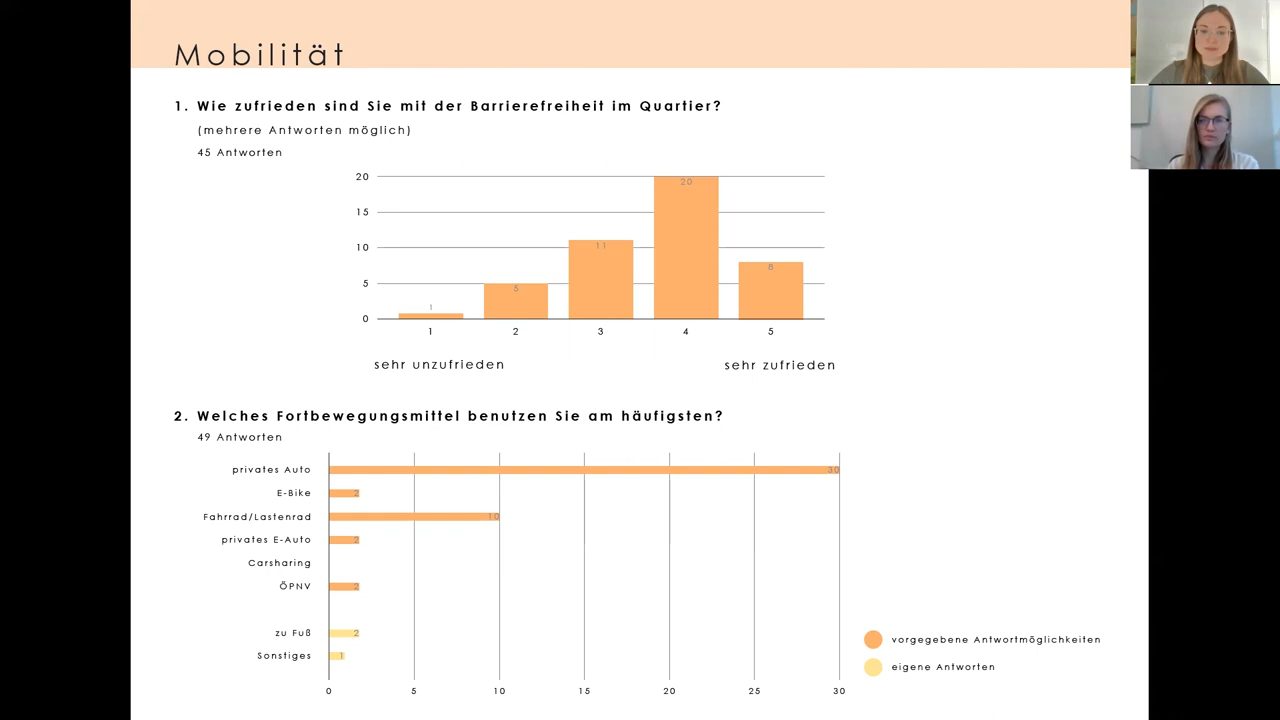 Mobilität
1. Wie zufrieden sind Sie mit der Barrierefreiheit im Quartier?
(mehrere Antworten möglich)
45 Antworten
20
15
10
5
0
1
5
11
20
8
1 2 3 4 5
sehr unzufrieden sehr zufrieden
2. Welches Fortbewegungsmittel benutzen Sie am häufigsten?
49 Antworten
privates Auto 30
E-Bike 2
Fahrrad/Lastenrad 10
privates E-Auto 2
Carsharing
ÖPNV 2
zu Fuß 2
Sonstiges 1
0 5 10 15 20 25 30
vorgegebene Antwortmöglichkeiten
eigene Antworten